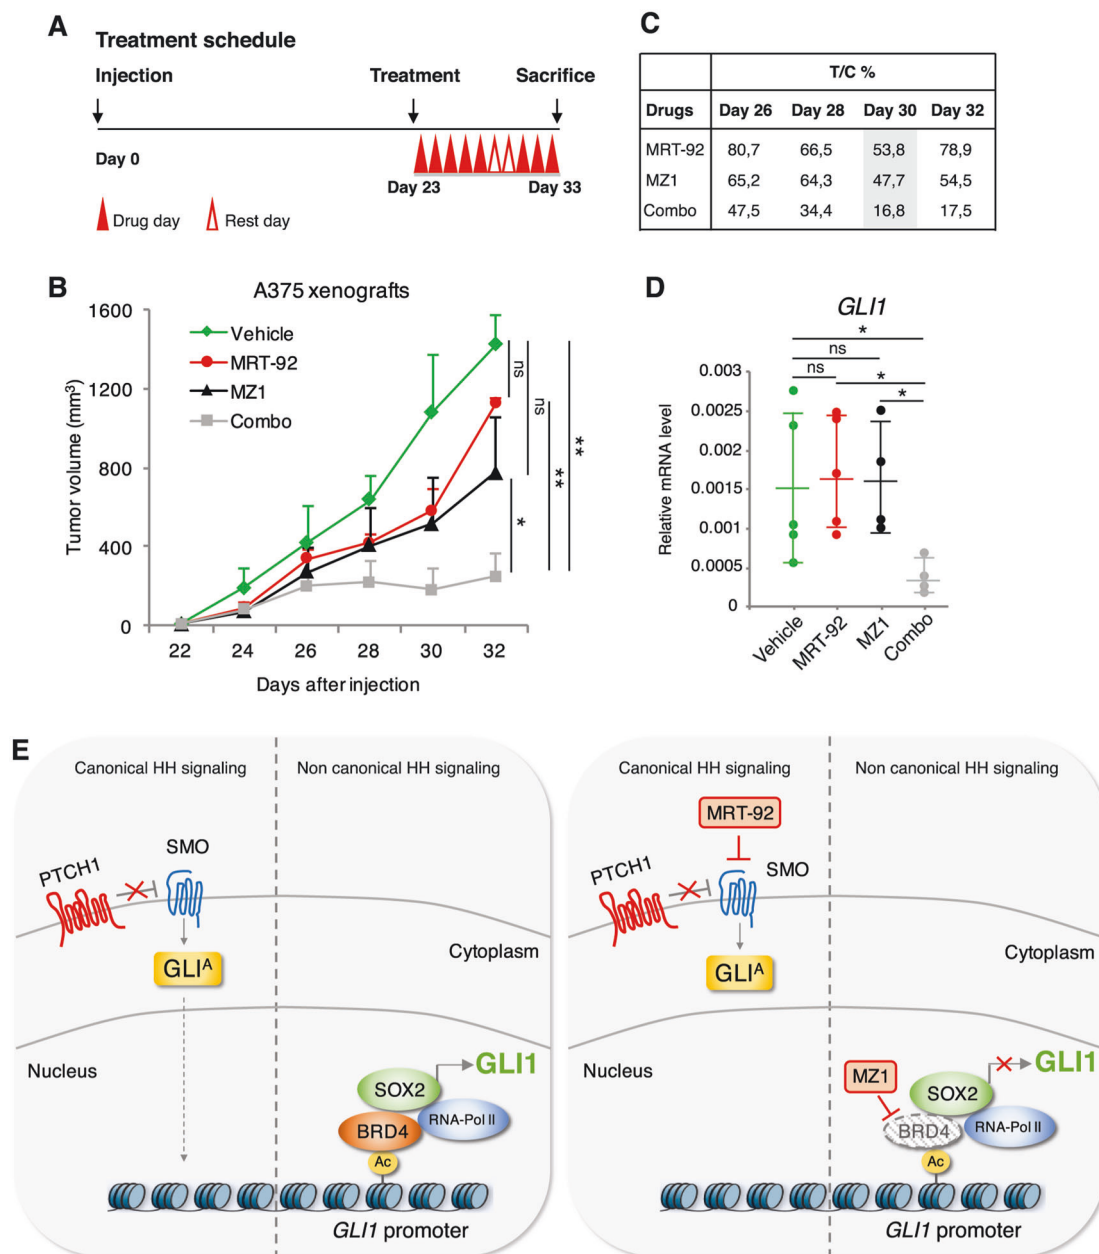 A
Treatment schedule
Injection Treatment Sacrifice
Day 0
Day 23 Day 33
Drug day Rest day
C
T/C %
Drugs Day 26 Day 28 Day 30 Day 32
MRT-92 80,7 66,5 53,8 78,9
MZ1 65,2 64,3 47,7 54,5
Combo 47,5 34,4 16,8 17,5
B
A375 xenografts
1600
1200
800
400
0
Tumor volume (mm³)
Vehicle
MRT-92
MZ1
Combo
ns
ns
*
**
**
22 24 26 28 30 32
Days after injection
D
GLI1
*
ns
ns *
*
0.003
0.0025
0.002
0.0015
0.001
0.0005
0
Relative mRNA level
Vehicle
MRT-92
MZ1
Combo
E
Canonical HH signaling Non canonical HH signaling
SMO
PTCH1
GLIᴬ
Cytoplasm
Nucleus
GLI1
SOX2
RNA-Pol II
BRD4
Ac
GLI1 promoter
Canonical HH signaling Non canonical HH signaling
MRT-92
SMO
PTCH1
GLIᴬ
Cytoplasm
Nucleus
GLI1
MZ1
SOX2
RNA-Pol II
BRD4
Ac
GLI1 promoter